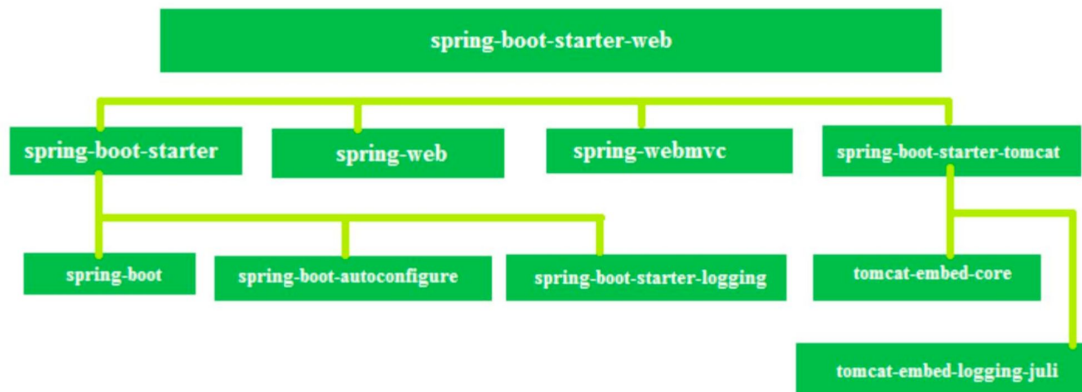 spring-boot-starter-web
spring-boot-starter
spring-web
spring-webmvc
spring-boot-starter-tomcat
spring-boot
spring-boot-autoconfigure
spring-boot-starter-logging
tomcat-embed-core
tomcat-embed-logging-juli